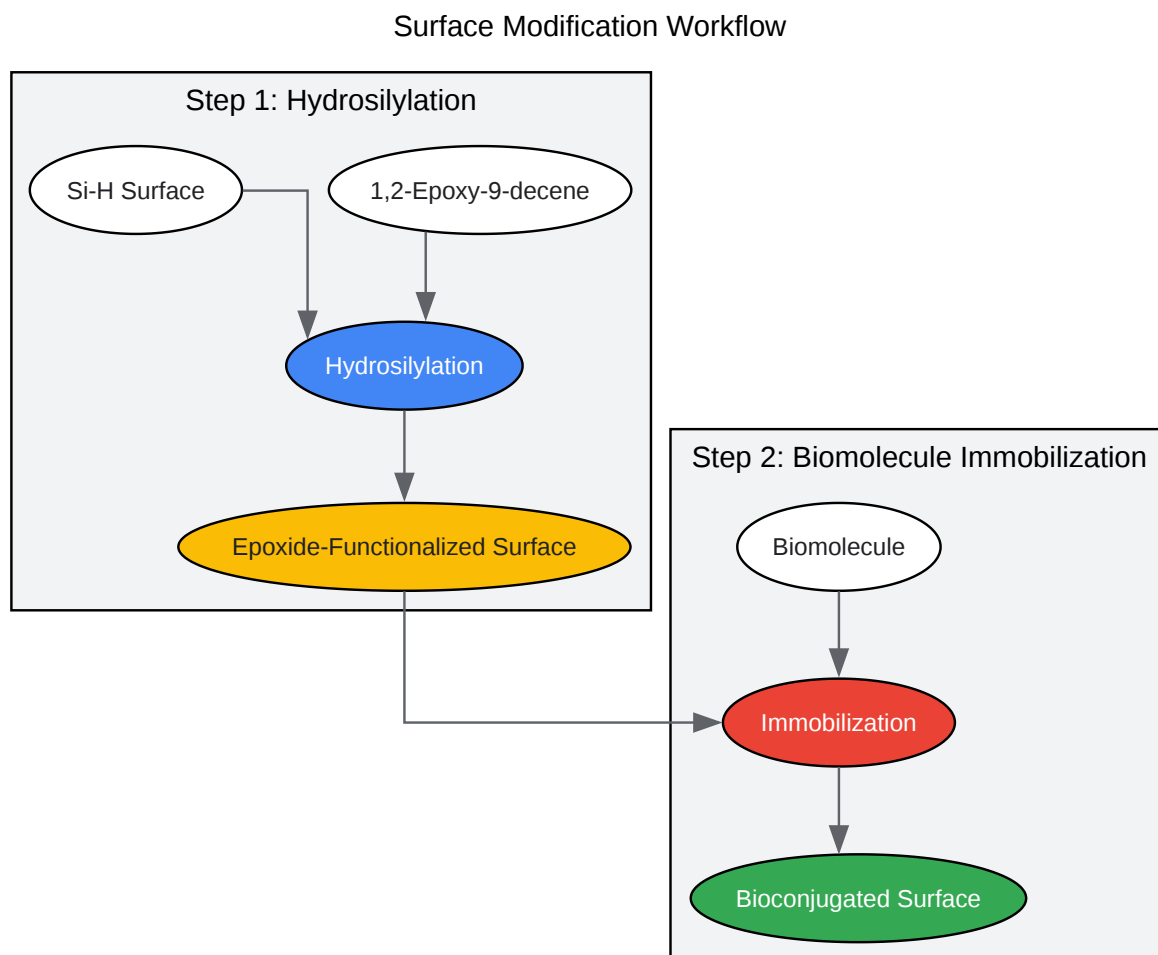 Surface Modification Workflow
Step 1: Hydrosilylation
Si-H Surface
1,2-Epoxy-9-decene
Hydrosilylation
Epoxide-Functionalized Surface
Step 2: Biomolecule Immobilization
Biomolecule
Immobilization
Bioconjugated Surface